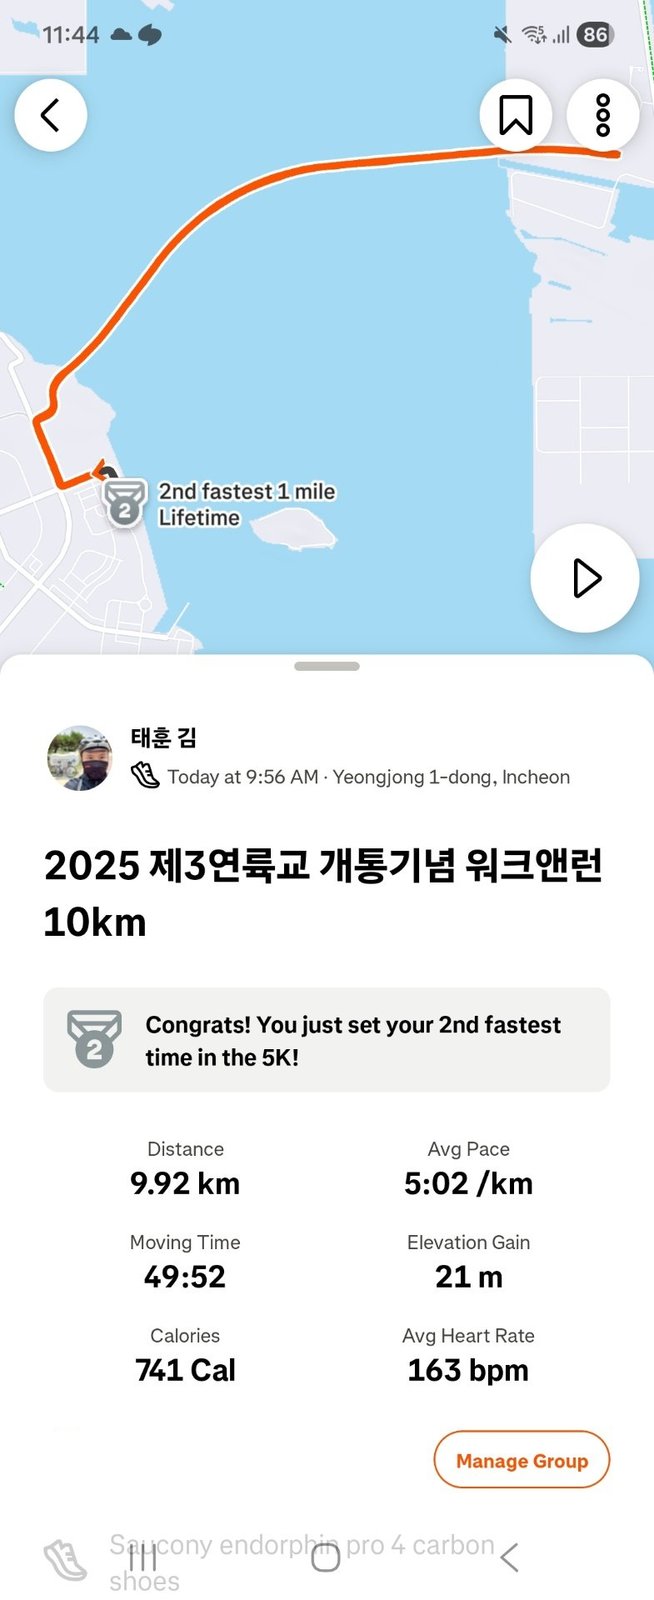 11:44
5
86
2nd fastest 1 mile
Lifetime
2
태훈 김
Today at 9:56 AM · Yeongjong 1-dong, Incheon
2025 제3연륙교 개통기념 워크앤런
10km
2
Congrats! You just set your 2nd fastest
time in the 5K!
Distance
Avg Pace
9.92 km
5:02 /km
Moving Time
Elevation Gain
49:52
21 m
Calories
Avg Heart Rate
741 Cal
163 bpm
Manage Group
Saucony endorphin pro 4 carbon
shoes